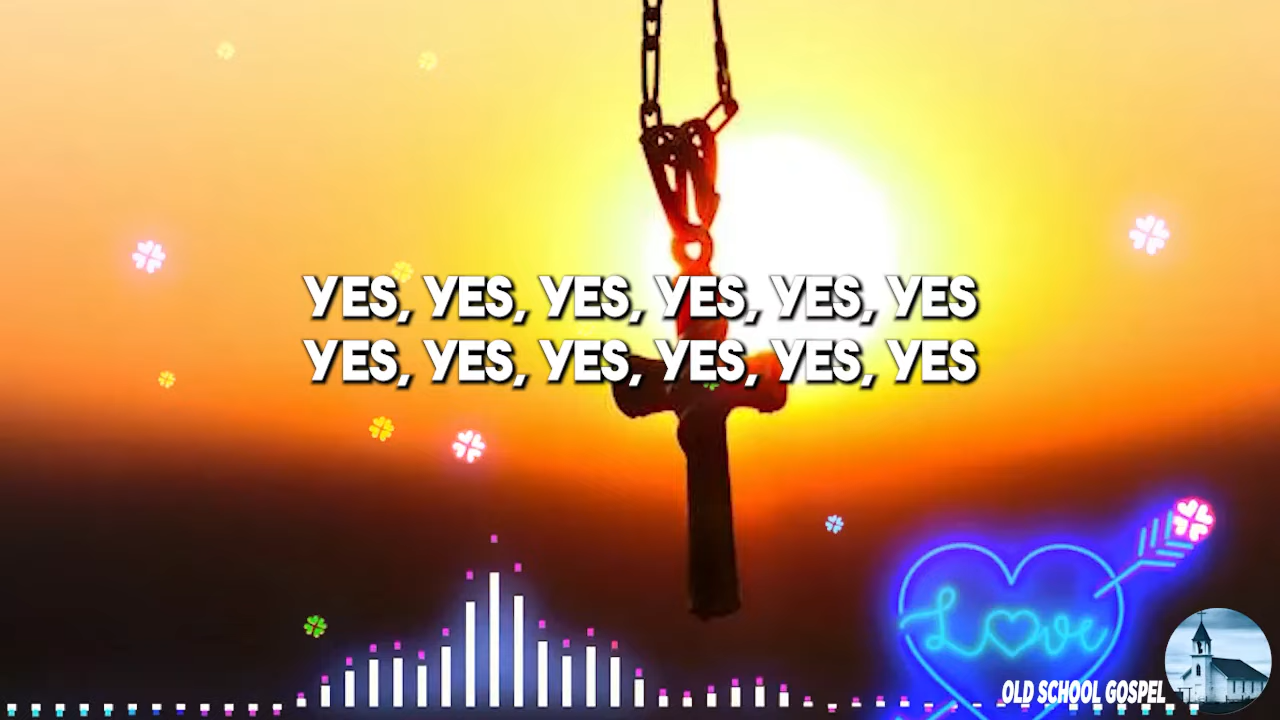 YES, YES, YES, YES, YES, YES
YES, YES, YES, YES, YES, YES
Love
OLD SCHOOL GOSPEL